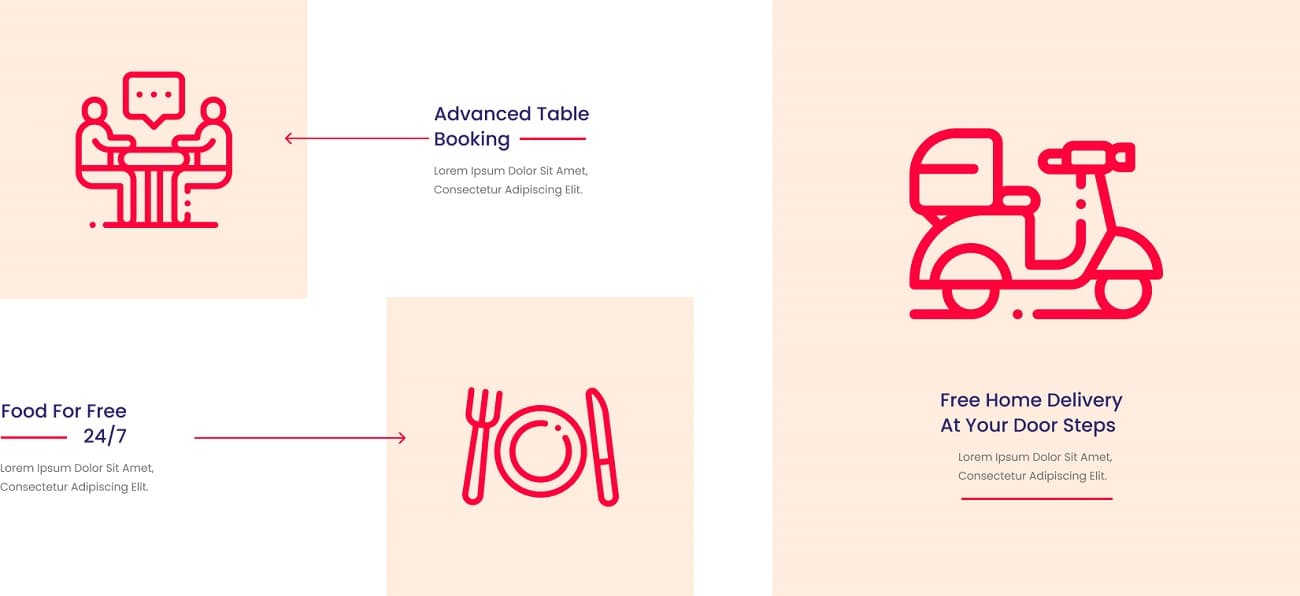 Advanced Table
Booking
Lorem Ipsum Dolor Sit Amet,
Consectetur Adipiscing Elit.
Food For Free
24/7
Lorem Ipsum Dolor Sit Amet,
Consectetur Adipiscing Elit.
Free Home Delivery
At Your Door Steps
Lorem Ipsum Dolor Sit Amet,
Consectetur Adipiscing Elit.